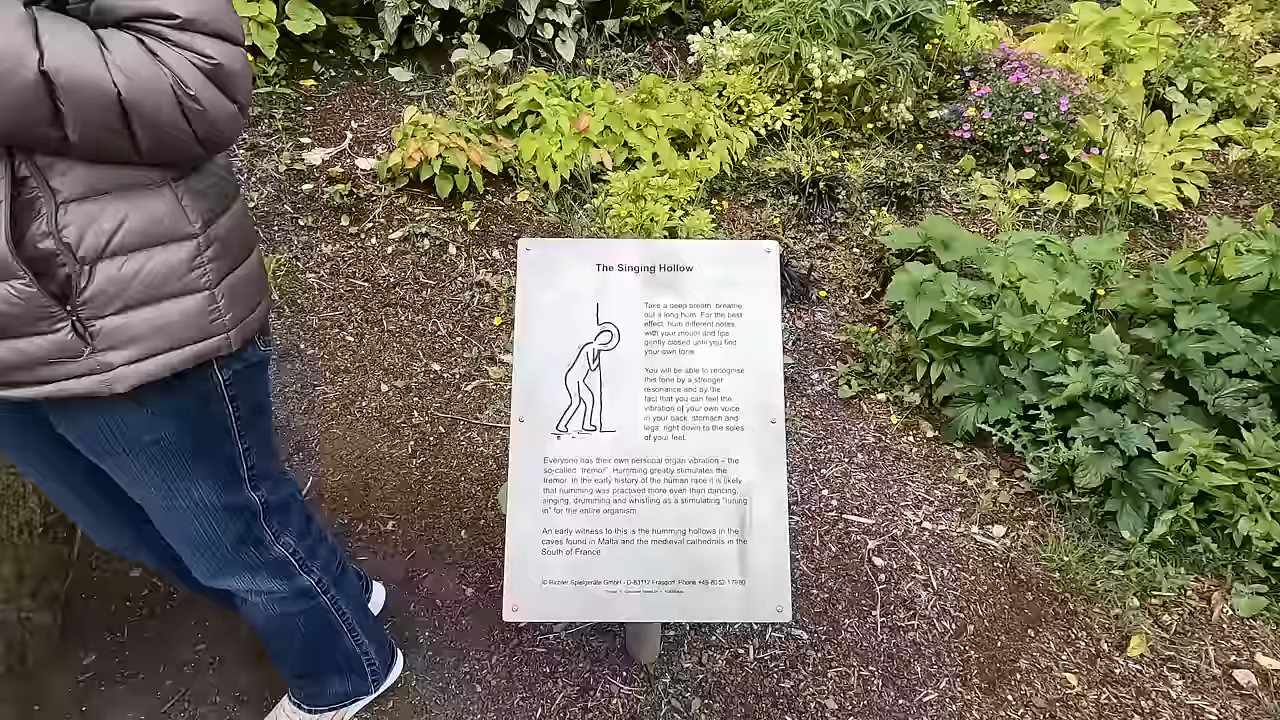 The Singing Hollow
Take a deep breath, breathe
out a long hum. For the best
effect, hum different notes,
with your mouth and lips
gently closed until you find
your own tone.
You will be able to recognise
this tone by a stronger
resonance and by the
fact that you can feel the
vibration of your own voice
in your back, stomach and
legs, right down to the soles
of your feet.
Everyone has their own personal organ vibration – the
so-called "tremor". Humming greatly stimulates the
tremor. In the early history of the human race it is likely
that humming was practised more even than dancing,
singing, drumming and whistling as a stimulating "tuning
in" for the entire organism.
An early witness to this is the humming hollows in the
caves found in Malta and the medieval cathedrals in the
South of France.
© Richter Spielgeräte GmbH - D-83112 Frasdorf. Phone +49-8052-17980